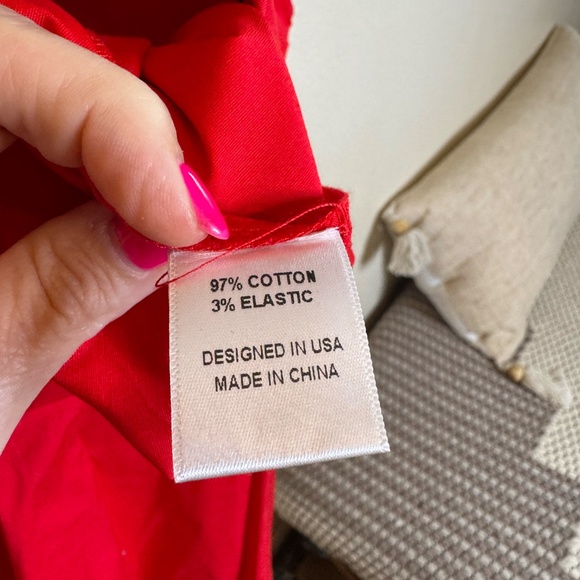 97% COTTON
3% ELASTIC
DESIGNED IN USA
MADE IN CHINA